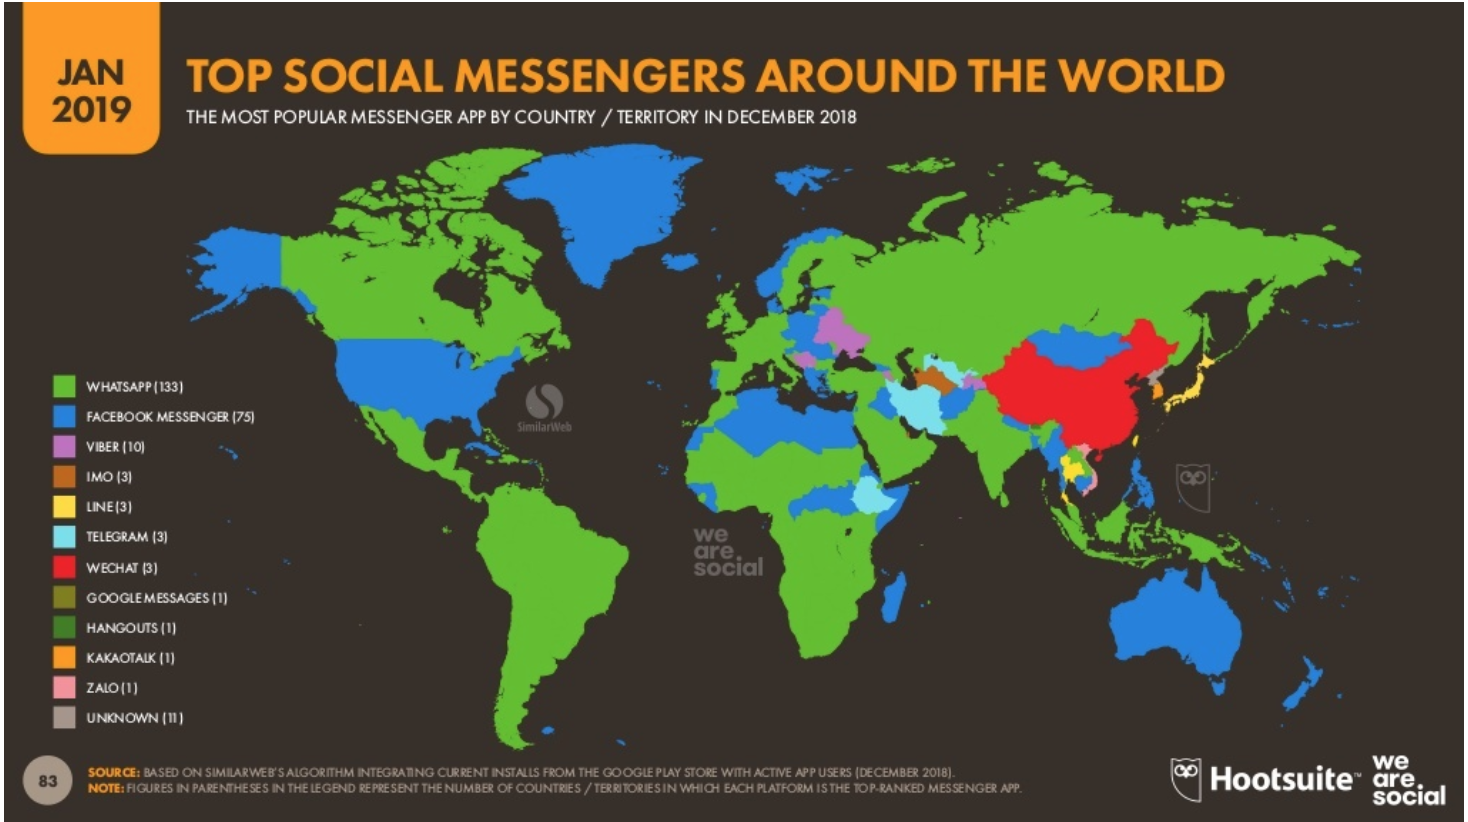 JAN
2019
TOP SOCIAL MESSENGERS AROUND THE WORLD
THE MOST POPULAR MESSENGER APP BY COUNTRY / TERRITORY IN DECEMBER 2018
WHATSAPP (133)
FACEBOOK MESSENGER (75)
VIBER (10)
IMO (3)
LINE (3)
TELEGRAM (3)
WECHAT (3)
GOOGLE MESSAGES (1)
HANGOUTS (1)
KAKAOTALK (1)
ZALO (1)
UNKNOWN (11)
SimilarWeb
we
are
social
83
SOURCE: BASED ON SIMILARWEB'S ALGORITHM INTEGRATING CURRENT INSTALLS FROM THE GOOGLE PLAY STORE WITH ACTIVE APP USERS (DECEMBER 2018).
NOTE: FIGURES IN PARENTHESES IN THE LEGEND REPRESENT THE NUMBER OF COUNTRIES / TERRITORIES IN WHICH EACH PLATFORM IS THE TOP-RANKED MESSENGER APP.
Hootsuite™
we
are
social